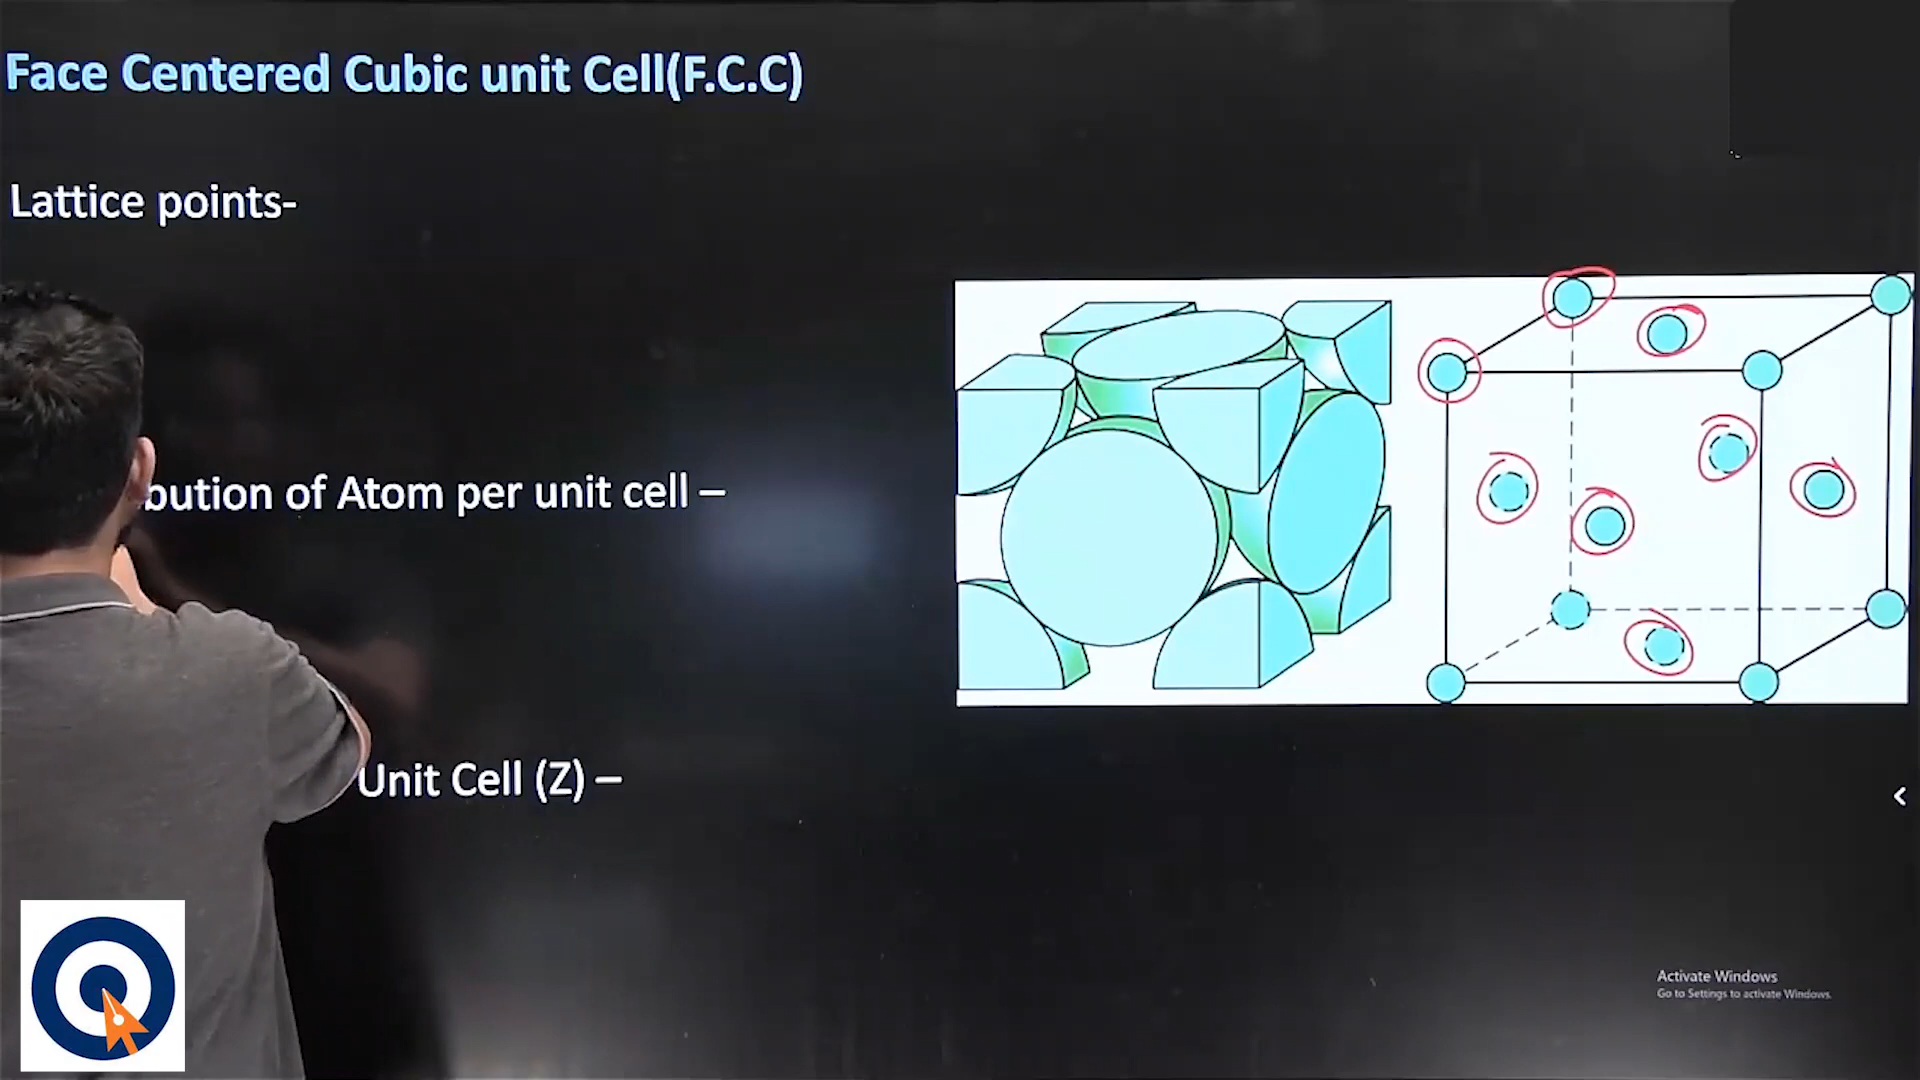 Face Centered Cubic unit Cell(F.C.C)
Lattice points-
bution of Atom per unit cell –
Unit Cell (Z) –
Activate Windows
Go to Settings to activate Windows.